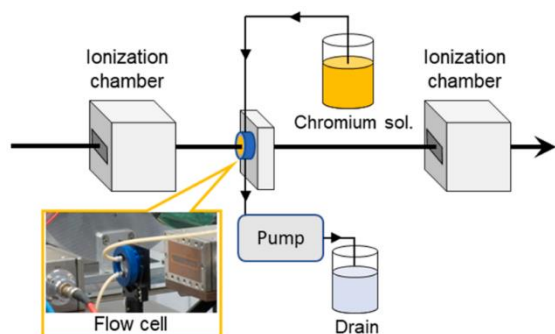 Ionization
chamber
Ionization
chamber
Chromium sol.
Pump
Flow cell
Drain